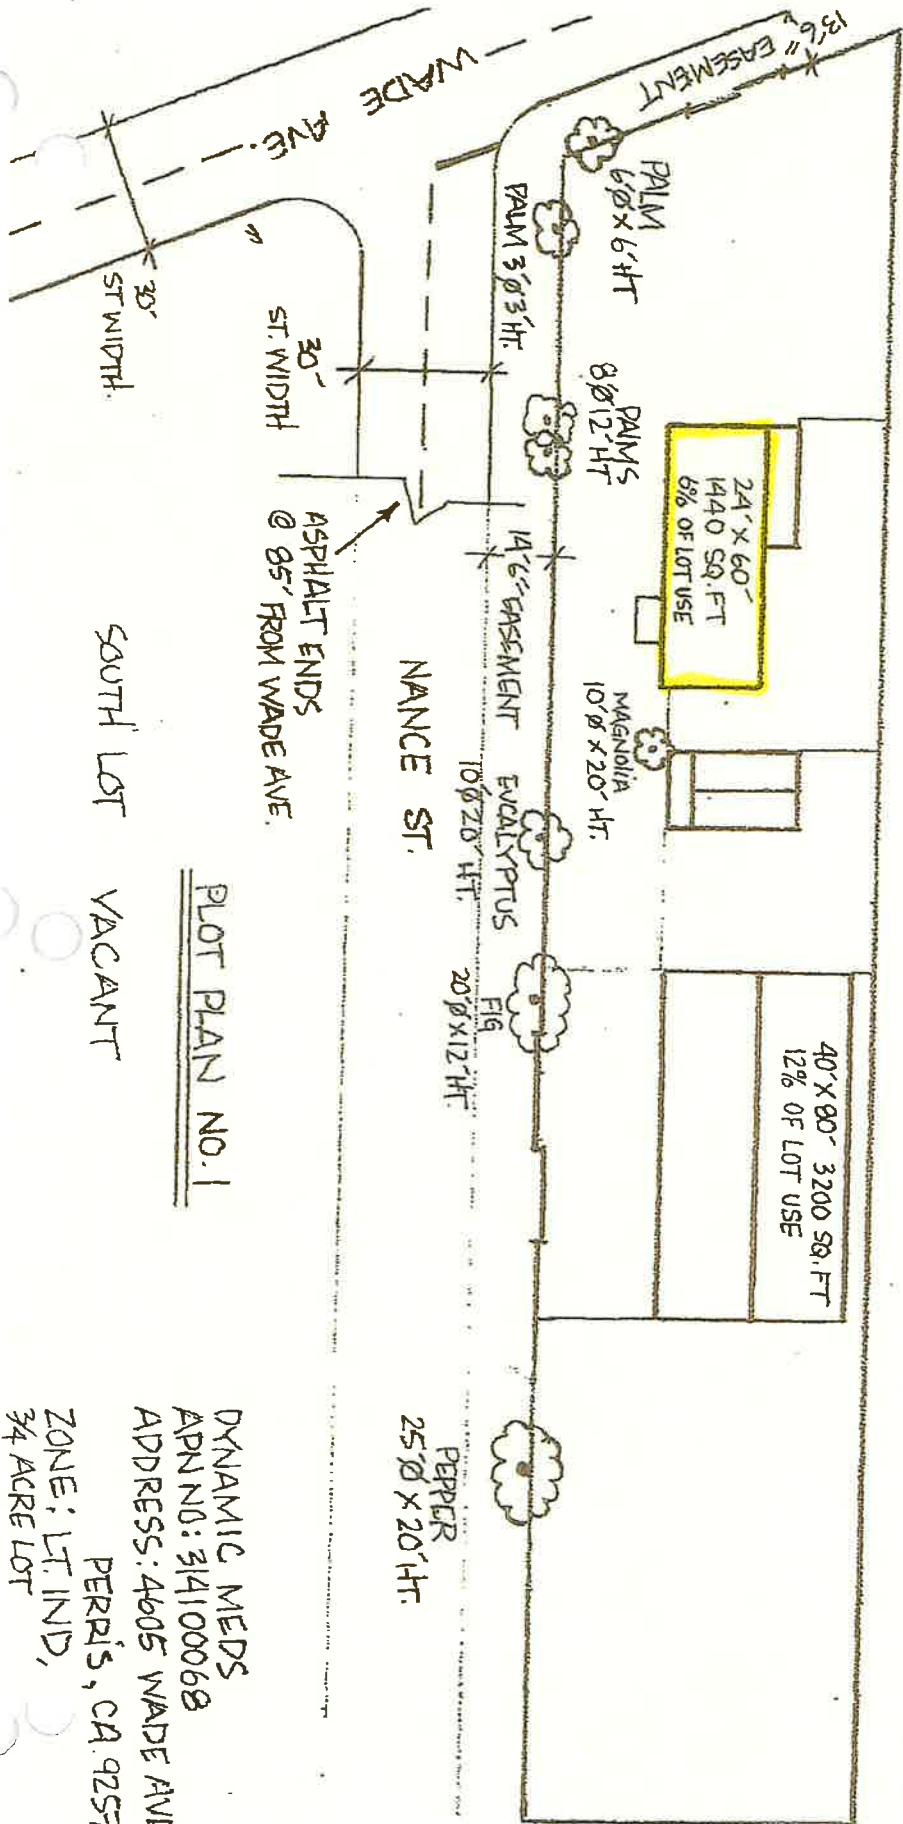 13'6" EASEMENT
WADE AVE.
PALM
6'Ø X 6' HT
PALM 3'Ø 3' HT.
PALMS
8'Ø 12' HT
24' X 60'
1440 SQ. FT
6% OF LOT USE
MAGNOLIA
10'Ø X 20' HT.
40' X 80' 3200 SQ. FT
12% OF LOT USE
14'6" EASEMENT
EUCALYPTUS
10'Ø 20' HT.
FIG
20'Ø X 12' HT.
PEPPER
25'Ø X 20' HT.
30'
ST. WIDTH
30'
ST WIDTH.
ASPHALT ENDS
@ 85' FROM WADE AVE.
NANCE ST.
SOUTH LOT VACANT
PLOT PLAN NO. 1
DYNAMIC MEDS
APN NO: 314100068
ADDRESS: 4605 WADE AVE
PERRIS, CA. 9257
ZONE: LT. IND,
3/4 ACRE LOT